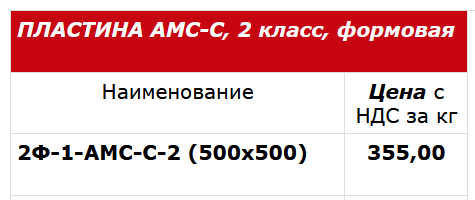 ПЛАСТИНА АМС-С, 2 класс, формовая
Наименование
Цена с
НДС за кг
2Ф-1-АМС-С-2 (500х500)
355,00